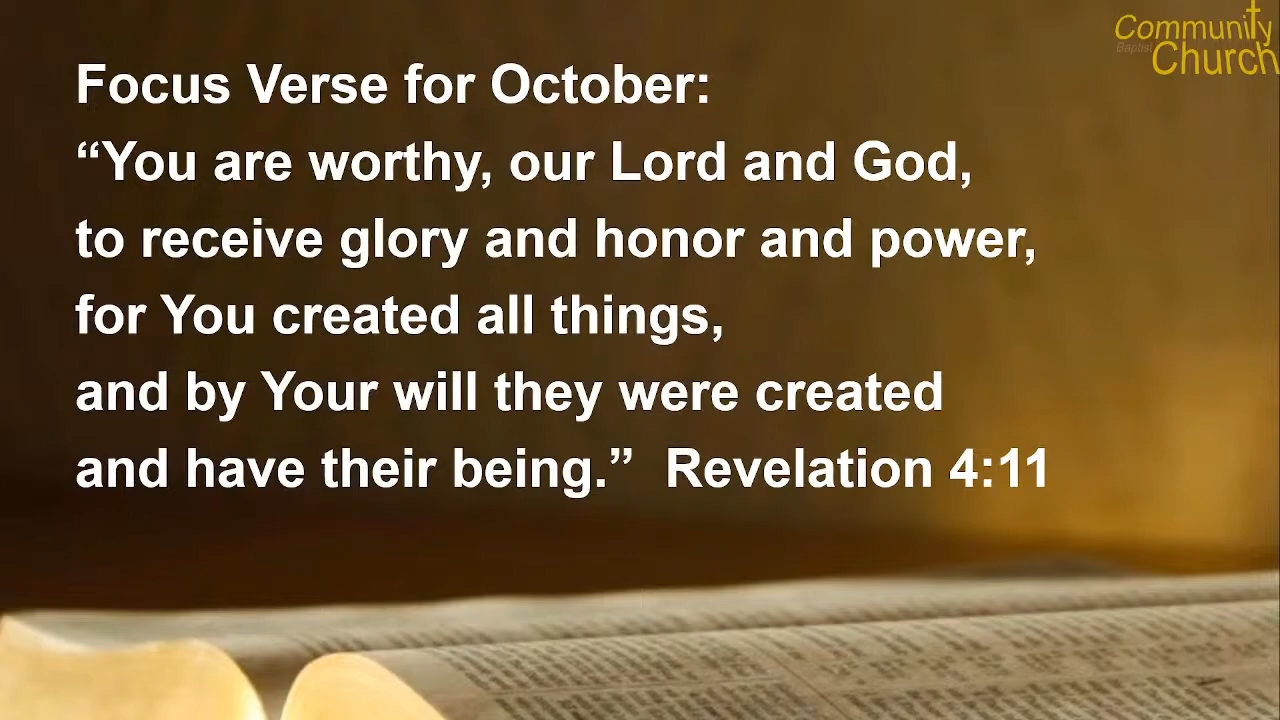 Community
Baptist
Church
Focus Verse for October:
“You are worthy, our Lord and God,
to receive glory and honor and power,
for You created all things,
and by Your will they were created
and have their being.”  Revelation 4:11